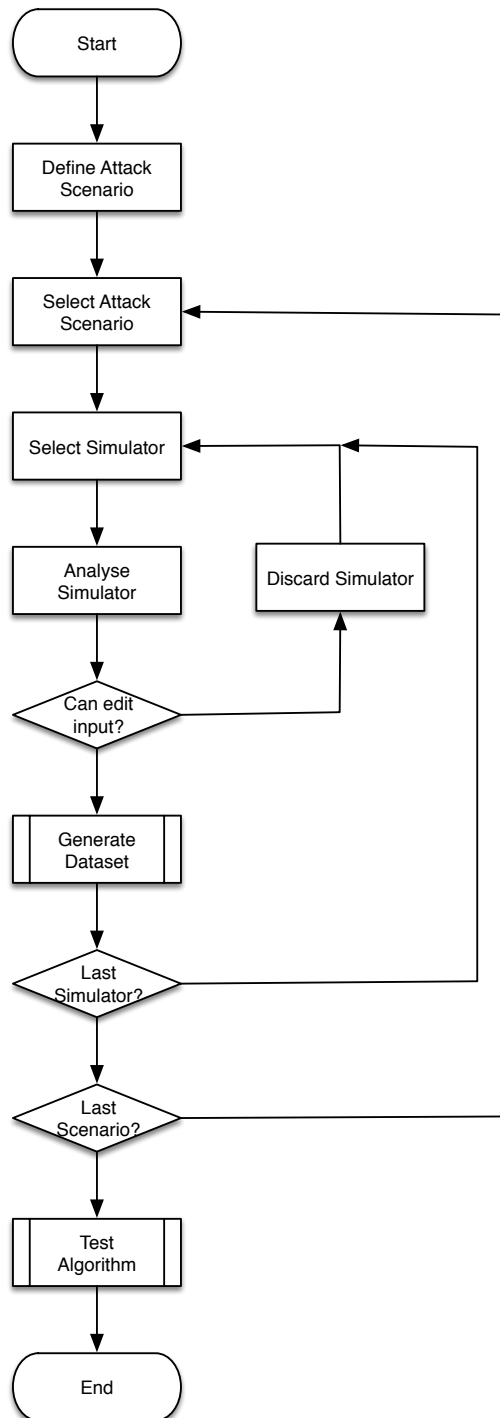 Start
Define Attack
Scenario
Select Attack
Scenario
Select Simulator
Analyse
Simulator
Discard Simulator
Can edit
input?
Generate
Dataset
Last
Simulator?
Last
Scenario?
Test
Algorithm
End